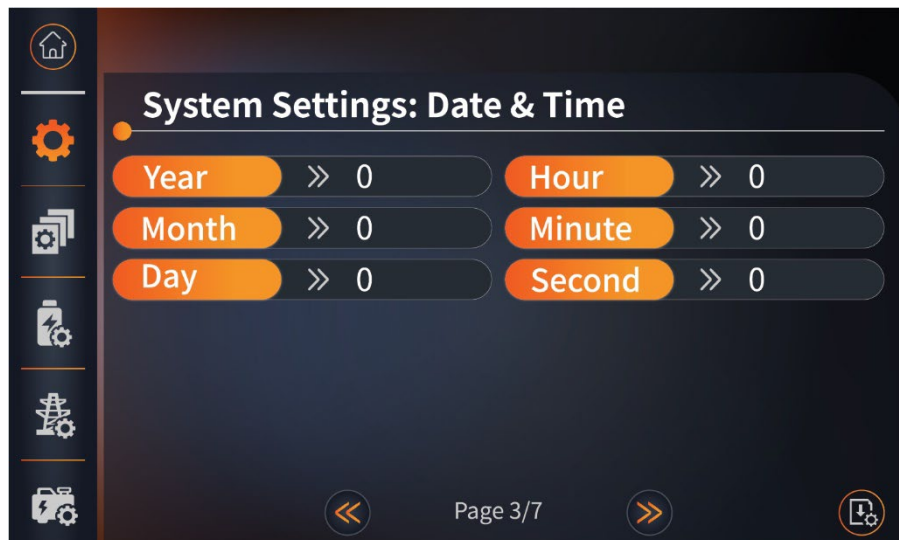 System Settings: Date & Time
Year 0 Hour 0
Month 0 Minute 0
Day 0 Second 0
Page 3/7